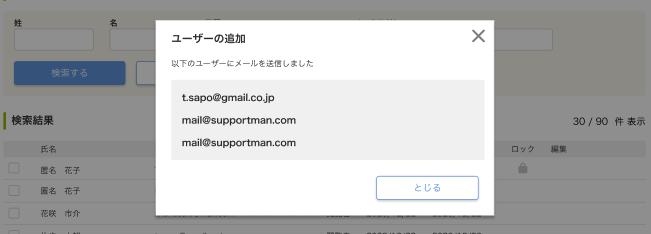 姓
名
検索する
ユーザーの追加
以下のユーザーにメールを送信しました
t.sapo@gmail.co.jp
mail@supportman.com
mail@supportman.com
とじる
検索結果
30 / 90 件 表示
氏名
ロック
編集
匿名 花子
匿名 花子
花咲 市介